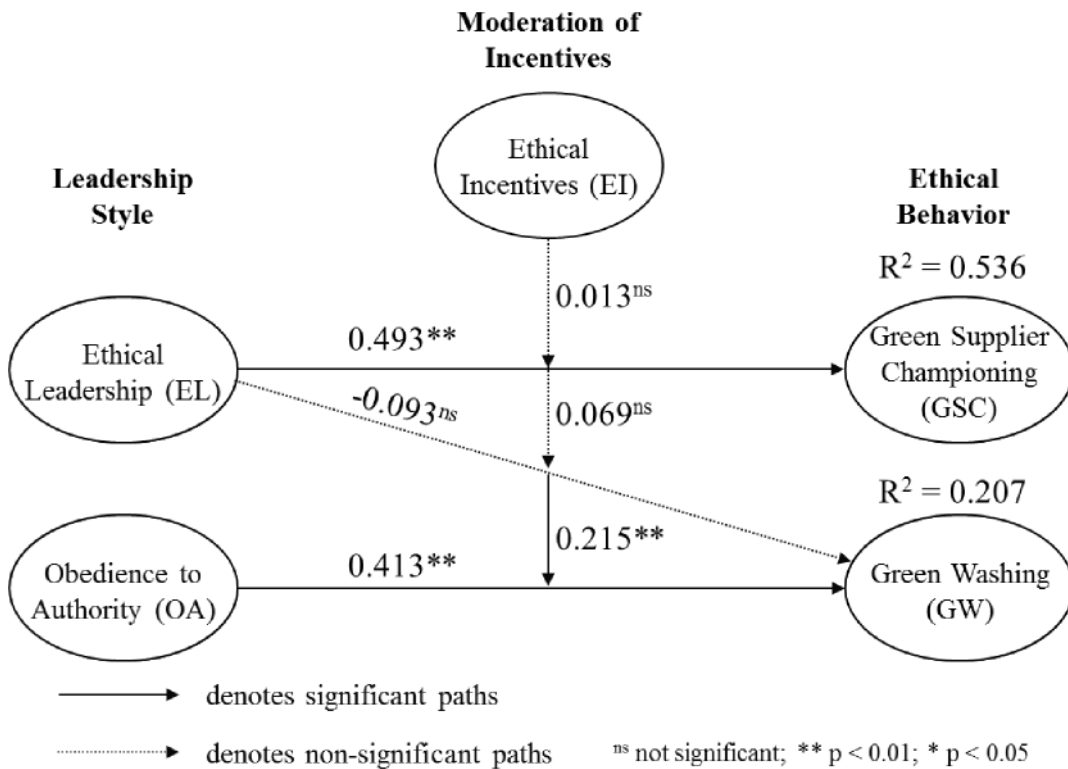 Moderation of
Incentives
Ethical
Incentives (EI)
Leadership
Style
Ethical
Behavior
R² = 0.536
0.013ⁿˢ
0.493**
Ethical
Leadership (EL)
Green Supplier
Championing
(GSC)
-0.093ⁿˢ
0.069ⁿˢ
R² = 0.207
0.215**
0.413**
Obedience to
Authority (OA)
Green Washing
(GW)
denotes significant paths
denotes non-significant paths
ⁿˢ not significant; ** p < 0.01; * p < 0.05